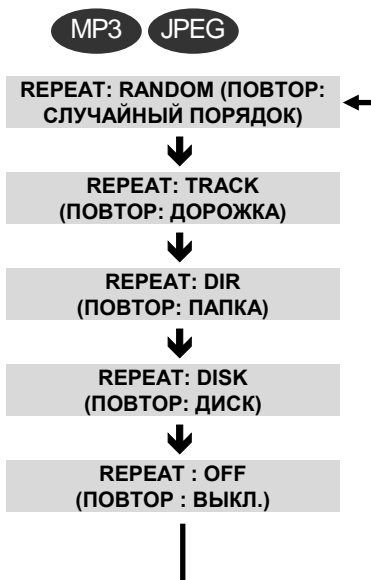 MP3 JPEG
REPEAT: RANDOM (ПОВТОР:
СЛУЧАЙНЫЙ ПОРЯДОК)
REPEAT: TRACK
(ПОВТОР: ДОРОЖКА)
REPEAT: DIR
(ПОВТОР: ПАПКА)
REPEAT: DISK
(ПОВТОР: ДИСК)
REPEAT : OFF
(ПОВТОР : ВЫКЛ.)